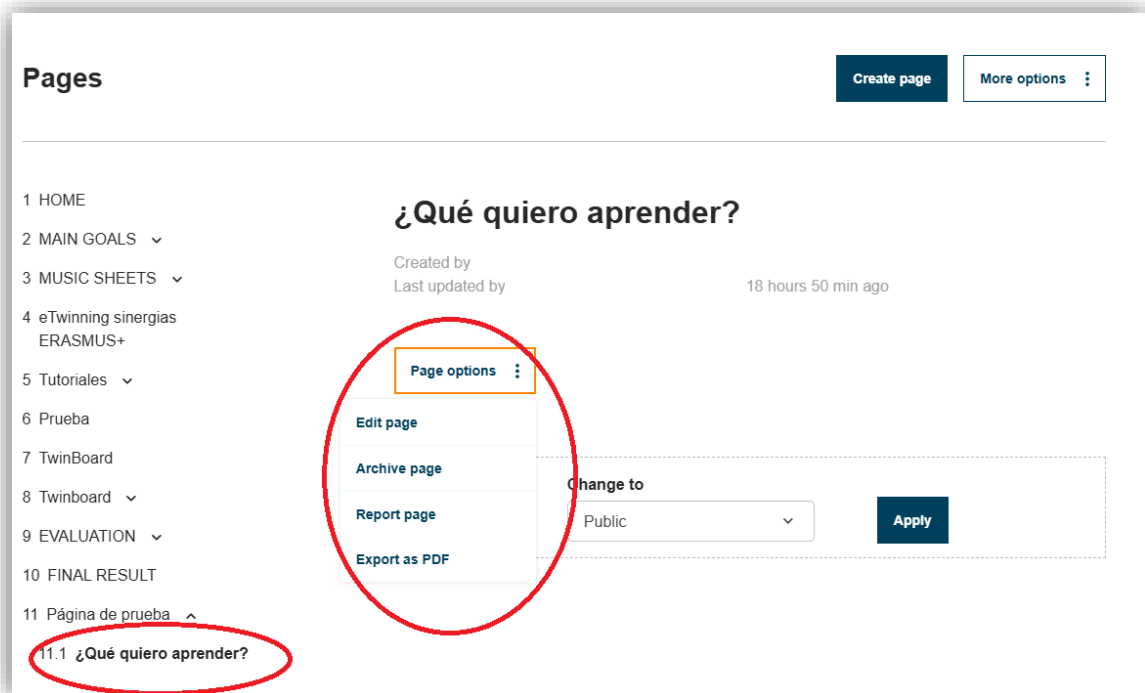 Pages
Create page
More options
1 HOME
2 MAIN GOALS
3 MUSIC SHEETS
4 eTwinning sinergias
ERASMUS+
5 Tutoriales
6 Prueba
7 TwinBoard
8 Twinboard
9 EVALUATION
10 FINAL RESULT
11 Página de prueba
11.1 ¿Qué quiero aprender?
¿Qué quiero aprender?
Created by
Last updated by 18 hours 50 min ago
Page options
Edit page
Archive page
Report page
Export as PDF
Change to
Public
Apply